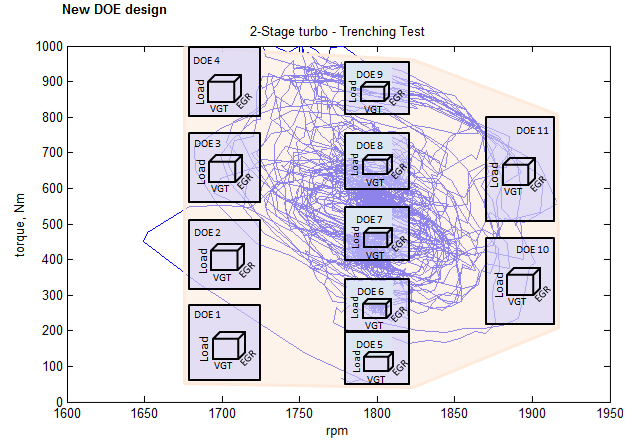 New DOE design
2-Stage turbo - Trenching Test
torque, Nm
1000
900
800
700
600
500
400
300
200
100
0
DOE 4
Load
VGT
EGR
DOE 3
Load
VGT
EGR
DOE 2
Load
VGT
EGR
DOE 1
Load
VGT
EGR
DOE 9
Load
VGT
EGR
DOE 8
Load
VGT
EGR
DOE 7
Load
VGT
EGR
DOE 6
Load
VGT
EGR
DOE 5
Load
VGT
EGR
DOE 11
Load
VGT
EGR
DOE 10
Load
VGT
EGR
1600 1650 1700 1750 1800 1850 1900 1950
rpm